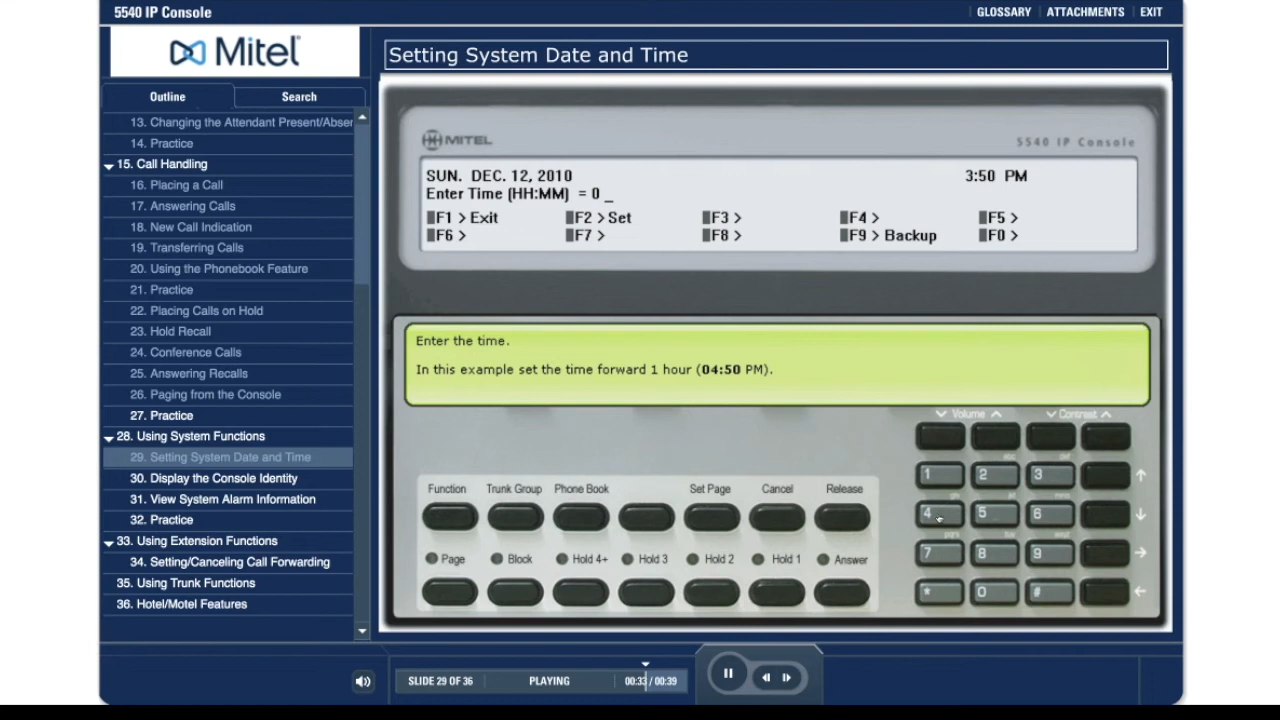 5540 IP Console
GLOSSARY | ATTACHMENTS EXIT
Mitel
Setting System Date and Time
Outline
Search
13. Changing the Attendant Present/Absen
14. Practice
15. Call Handling
16. Placing a Call
17. Answering Calls
18. New Call Indication
19. Transferring Calls
20. Using the Phonebook Feature
21. Practice
22. Placing Calls on Hold
23. Hold Recall
24. Conference Calls
25. Answering Recalls
26. Paging from the Console
27. Practice
28. Using System Functions
29. Setting System Date and Time
30. Display the Console Identity
31. View System Alarm Information
32. Practice
33. Using Extension Functions
34. Setting/Canceling Call Forwarding
35. Using Trunk Functions
36. Hotel/Motel Features
MITEL
5540 IP Console
SUN. DEC. 12, 2010 3:50 PM
Enter Time (HH:MM) = 0 _
F1 > Exit F2 > Set F3 > F4 > F5 >
F6 > F7 > F8 > F9 > Backup F0 >
Enter the time.
In this example set the time forward 1 hour (04:50 PM).
Volume Contrast
1 2 3
Function Trunk Group Phone Book Set Page Cancel Release
4 5 6
Page Block Hold 4+ Hold 3 Hold 2 Hold 1 Answer
7 8 9
* 0 #
SLIDE 29 OF 36 PLAYING 00:33 / 00:39